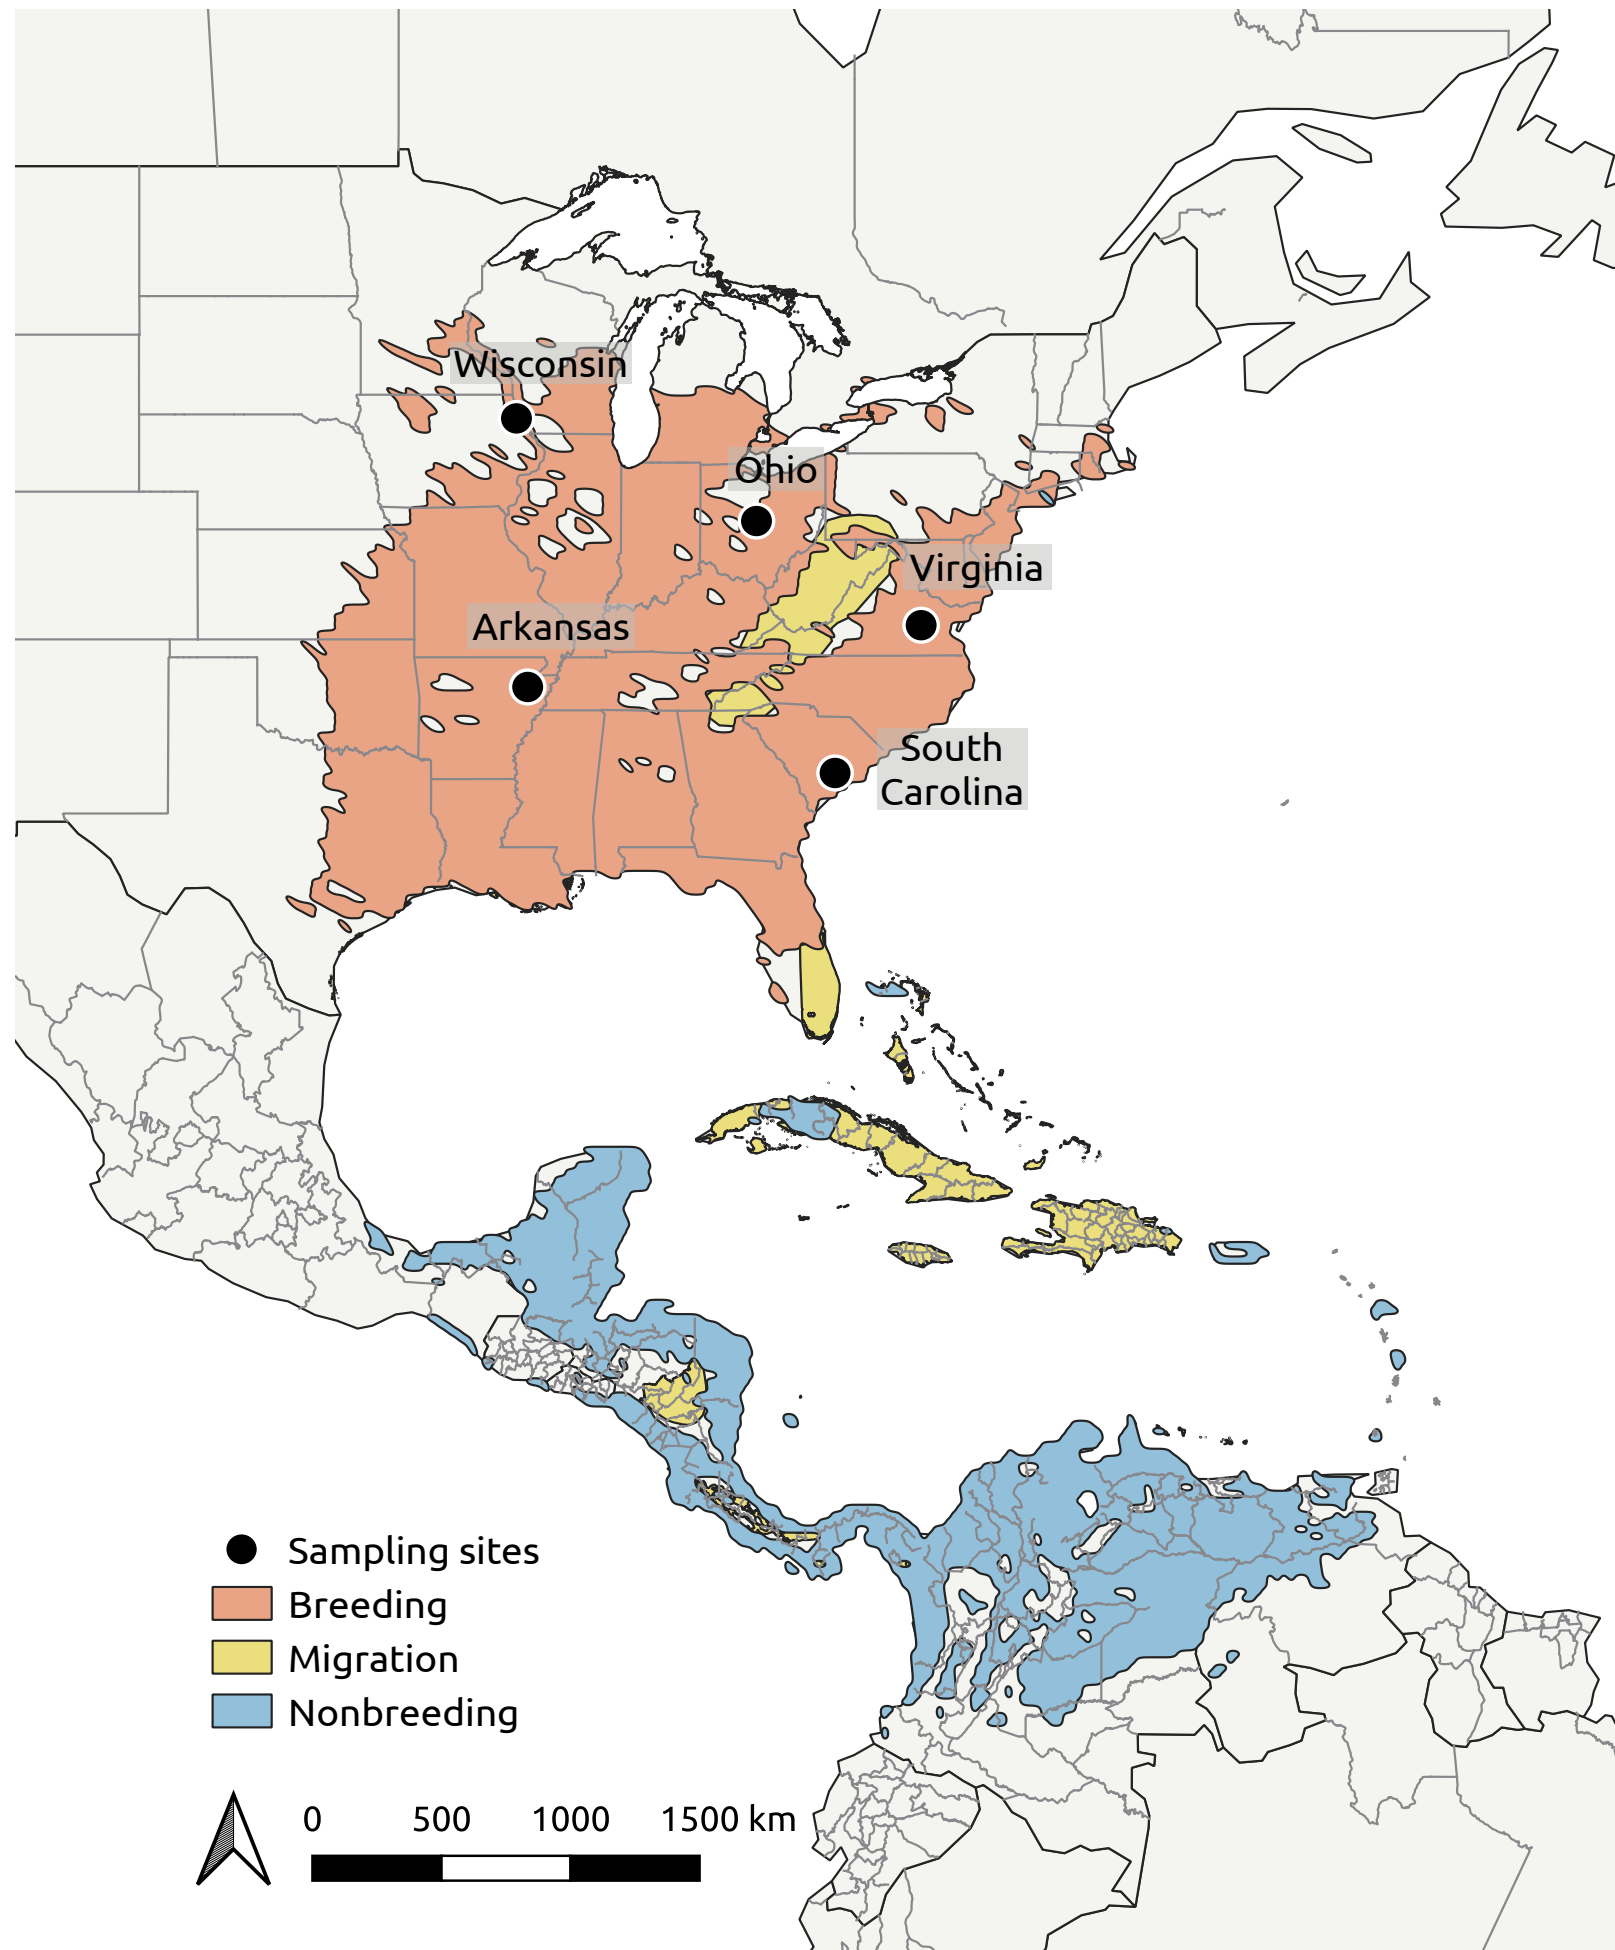 Wisconsin
Ohio
Virginia
Arkansas
South
Carolina
Sampling sites
Breeding
Migration
Nonbreeding
0 500 1000 1500 km